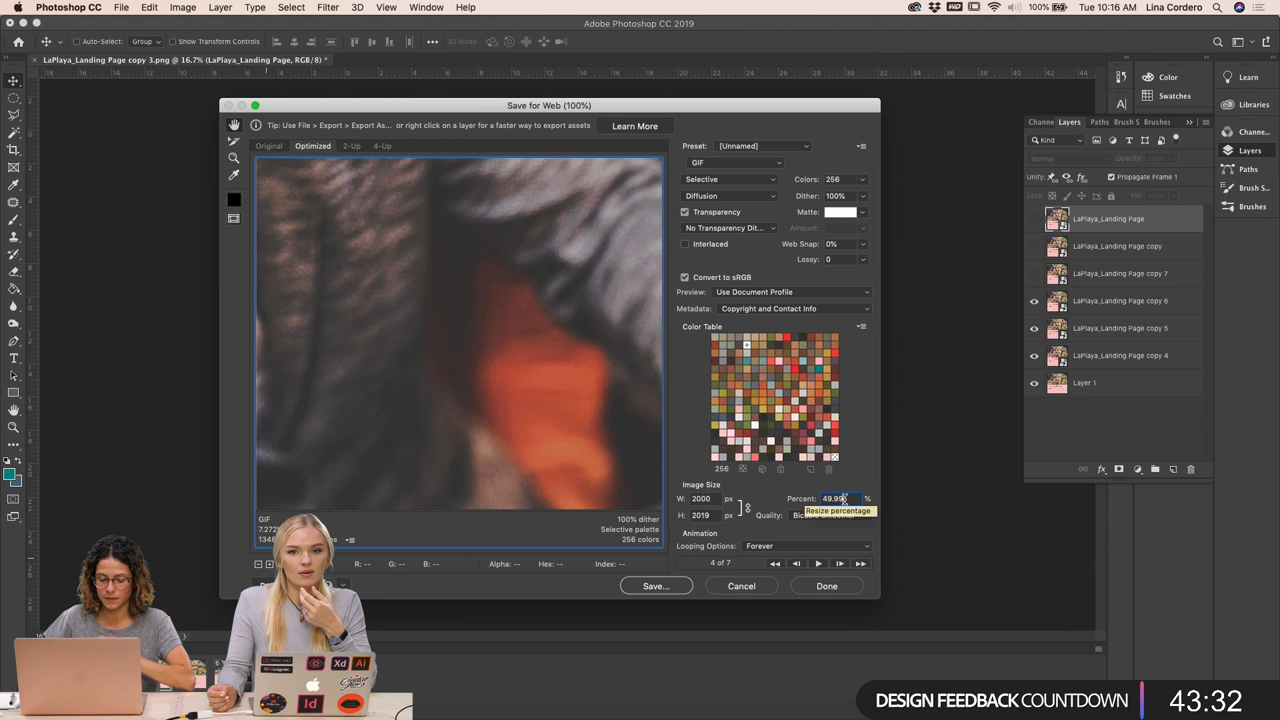 Photoshop CC File Edit Image Layer Type Select Filter 3D View Window Help 100% Tue 10:16 AM Lina Cordero
Adobe Photoshop CC 2019
Auto-Select: Group Show Transform Controls 3D Mode:
LaPlaya_Landing Page copy 3.png @ 16.7% (LaPlaya_Landing Page, RGB/8) *
Save for Web (100%)
Tip: Use File > Export > Export As... or right click on a layer for a faster way to export assets
Learn More
Original Optimized 2-Up 4-Up
Preset: [Unnamed]
GIF
Selective Colors: 256
Diffusion Dither: 100%
Transparency Matte:
No Transparency Dit... Amount:
Interlaced Web Snap: 0%
Lossy: 0
Convert to sRGB
Preview: Use Document Profile
Metadata: Copyright and Contact Info
Color Table
256
Image Size
W: 2000 px Percent: 49.99 %
H: 2019 px Quality:
Resize percentage
Animation
Looping Options: Forever
4 of 7
GIF 100% dither
Selective palette
256 colors
R: -- G: -- B: -- Alpha: -- Hex: -- Index: --
Save... Cancel Done
Color
Swatches
Learn
Libraries
Channe...
Layers
Paths
Brush S...
Brushes
Channe Layers Paths Brush S Brushes
Kind
Normal Opacity:
Unify: Propagate Frame 1
Lock: Fill:
LaPlaya_Landing Page
LaPlaya_Landing Page copy
LaPlaya_Landing Page copy 7
LaPlaya_Landing Page copy 6
LaPlaya_Landing Page copy 5
LaPlaya_Landing Page copy 4
Layer 1
Xd Ai
Id
DESIGN FEEDBACK COUNTDOWN 43:32